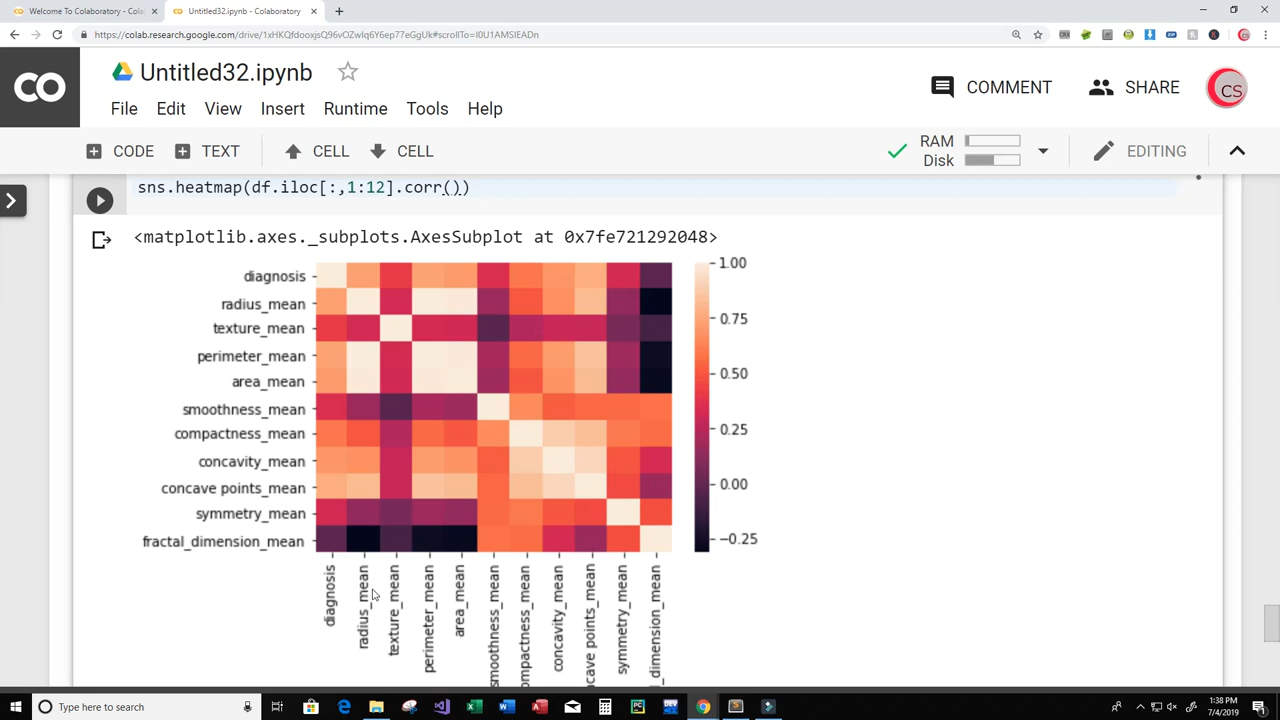 Welcome To Colaboratory - Cola
Untitled32.ipynb - Colaboratory
https://colab.research.google.com/drive/1xHKQfdooxjsQ96vOZwIq6Y6ep77eGgUk#scrollTo=I0U1AMSIEADn
CO
Untitled32.ipynb
COMMENT
SHARE
CS
File Edit View Insert Runtime Tools Help
CODE TEXT CELL CELL
RAM
Disk
EDITING
sns.heatmap(df.iloc[:,1:12].corr())
<matplotlib.axes._subplots.AxesSubplot at 0x7fe721292048>
diagnosis
radius_mean
texture_mean
perimeter_mean
area_mean
smoothness_mean
compactness_mean
concavity_mean
concave points_mean
symmetry_mean
fractal_dimension_mean
1.00
0.75
0.50
0.25
0.00
−0.25
diagnosis
radius_mean
texture_mean
perimeter_mean
area_mean
smoothness_mean
ompactness_mean
concavity_mean
cave points_mean
symmetry_mean
_dimension_mean
Type here to search
1:38 PM
7/4/2019